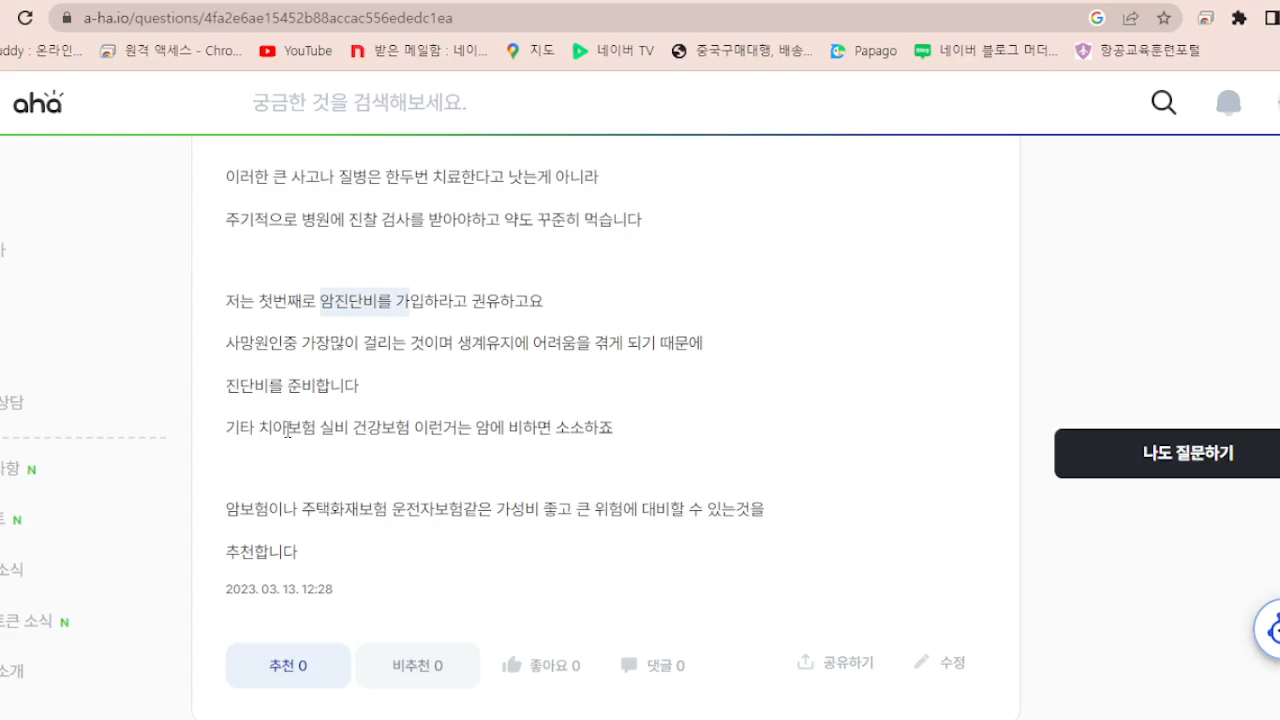 a-ha.io/questions/4fa2e6ae15452b88accac556ededc1ea
uddy : 온라인... 원격 액세스 - Chro... YouTube 받은 메일함 : 네이... 지도 네이버 TV 중국구매대행, 배송... Papago 네이버 블로그 머더... 항공교육훈련포털
aha 궁금한 것을 검색해보세요.
이러한 큰 사고나 질병은 한두번 치료한다고 낫는게 아니라
주기적으로 병원에 진찰 검사를 받아야하고 약도 꾸준히 먹습니다
저는 첫번째로 암진단비를 가입하라고 권유하고요
사망원인중 가장많이 걸리는 것이며 생계유지에 어려움을 겪게 되기 때문에
진단비를 준비합니다
상담
기타 치아보험 실비 건강보험 이런거는 암에 비하면 소소하죠
나도 질문하기
사항 N
암보험이나 주택화재보험 운전자보험같은 가성비 좋고 큰 위험에 대비할 수 있는것을
트 N
추천합니다
소식
2023. 03. 13. 12:28
토큰 소식 N
소개
추천 0 비추천 0 좋아요 0 댓글 0 공유하기 수정